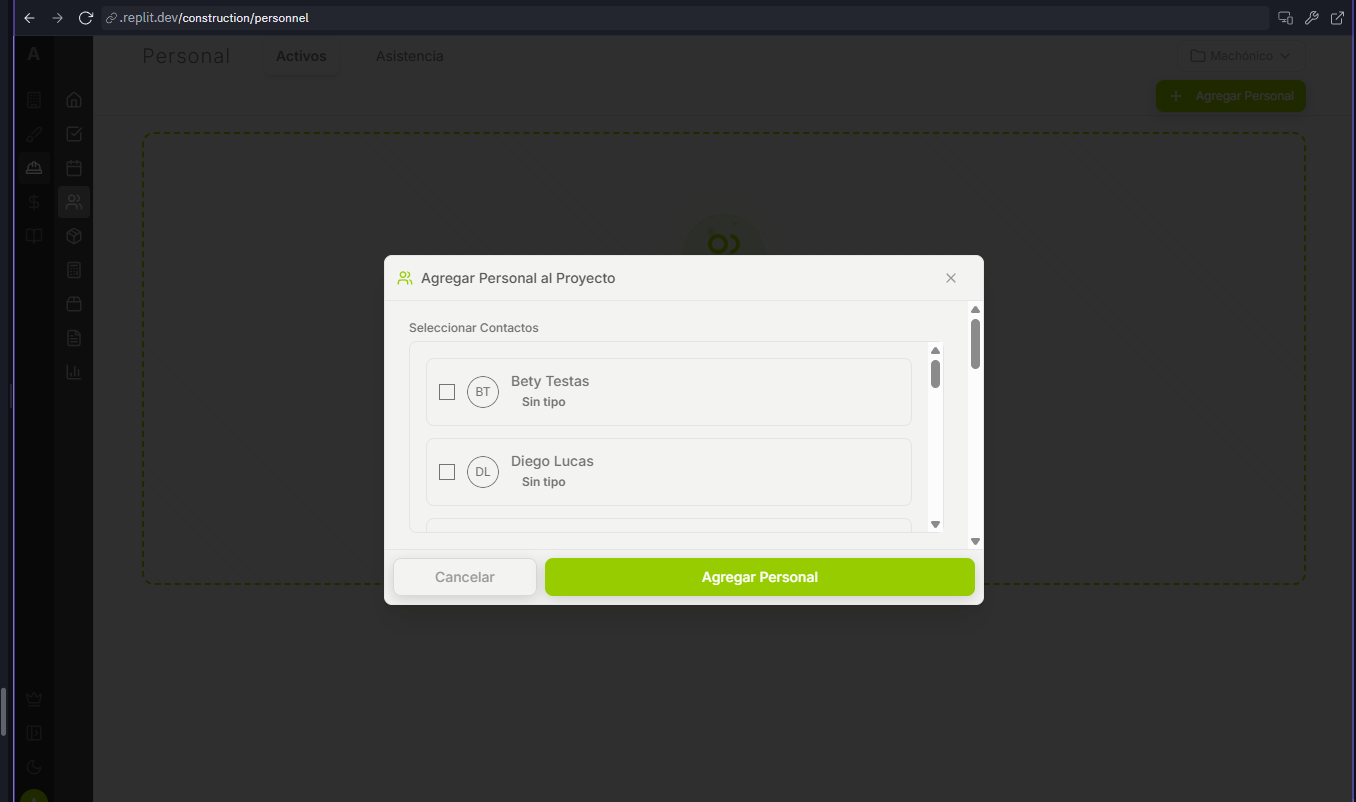 .replit.dev/construction/personnel
A
Personal
Activos
Asistencia
Machónico
+ Agregar Personal
Agregar Personal al Proyecto
Seleccionar Contactos
BT
Bety Testas
Sin tipo
DL
Diego Lucas
Sin tipo
Cancelar
Agregar Personal